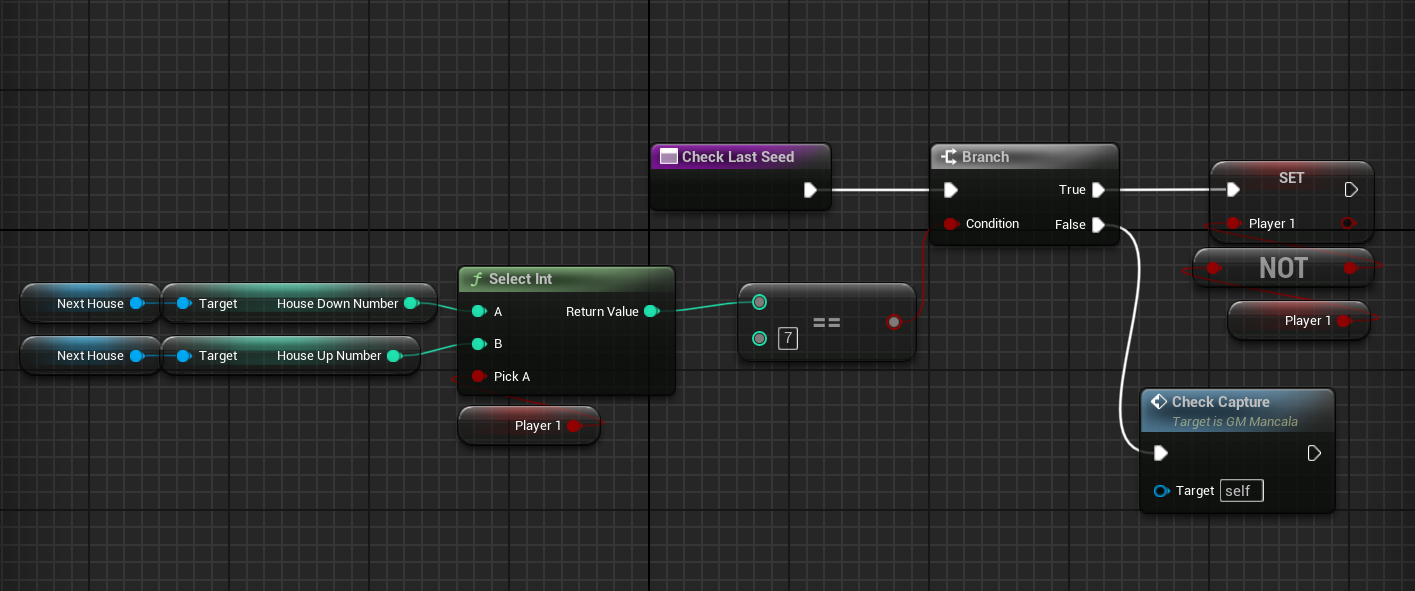 Check Last Seed
Branch
True
Condition
False
SET
Player 1
NOT
Player 1
Select Int
Next House
Target
House Down Number
A
Return Value
Next House
Target
House Up Number
B
Pick A
Player 1
==
7
Check Capture
Target is GM Mancala
Target
self